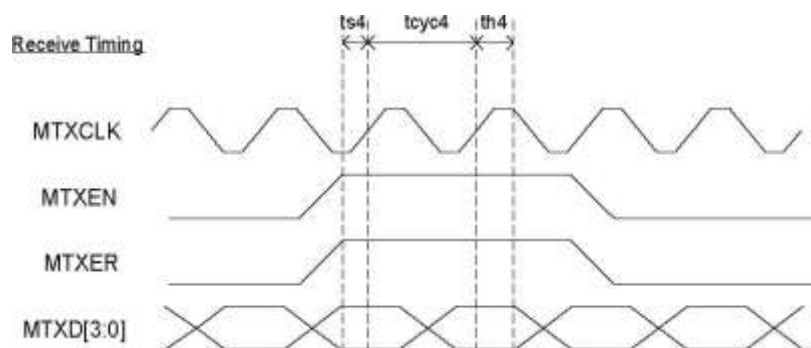 ts4 tcyc4 th4
Receive Timing
MTXCLK
MTXEN
MTXER
MTXD[3:0]